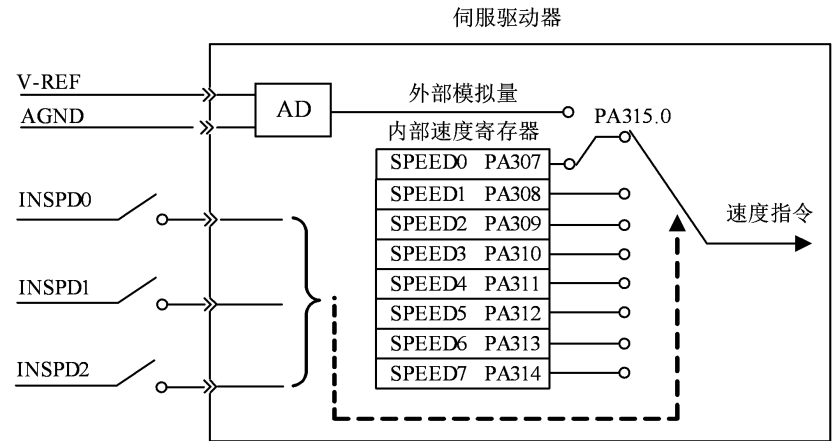 伺服驱动器
V-REF
AGND
AD
外部模拟量
PA315.0
内部速度寄存器
SPEED0 PA307
SPEED1 PA308
SPEED2 PA309
SPEED3 PA310
SPEED4 PA311
SPEED5 PA312
SPEED6 PA313
SPEED7 PA314
INSPD0
INSPD1
INSPD2
速度指令